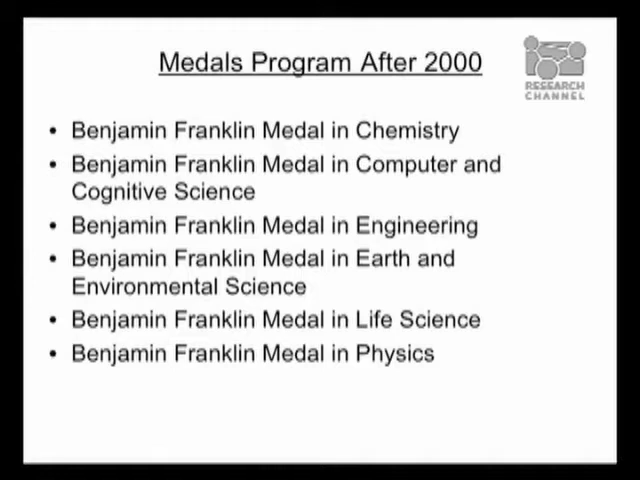 Medals Program After 2000
RESEARCH
CHANNEL
• Benjamin Franklin Medal in Chemistry
• Benjamin Franklin Medal in Computer and
Cognitive Science
• Benjamin Franklin Medal in Engineering
• Benjamin Franklin Medal in Earth and
Environmental Science
• Benjamin Franklin Medal in Life Science
• Benjamin Franklin Medal in Physics